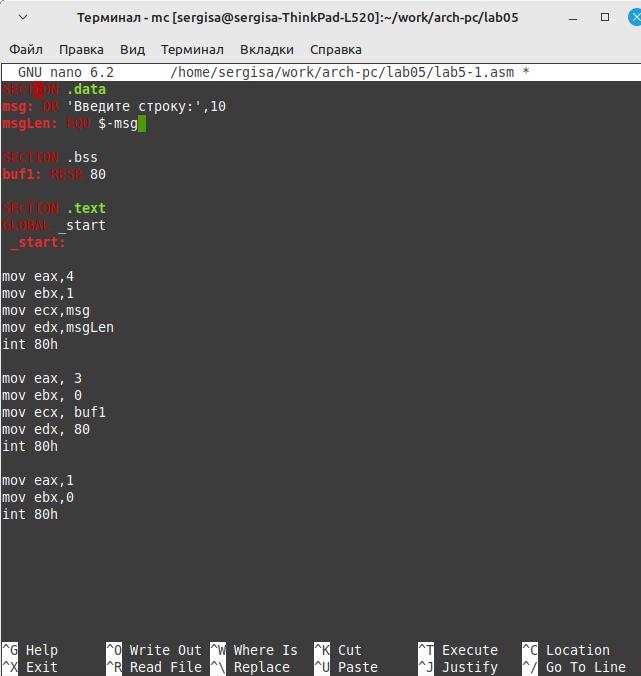 Терминал - mc [sergisa@sergisa-ThinkPad-L520]:~/work/arch-pc/lab05
Файл Правка Вид Терминал Вкладки Справка
GNU nano 6.2 /home/sergisa/work/arch-pc/lab05/lab5-1.asm *
SECTION .data
msg: DB 'Введите строку:',10
msgLen: EQU $-msg
SECTION .bss
buf1: RESB 80
SECTION .text
GLOBAL _start
_start:
mov eax,4
mov ebx,1
mov ecx,msg
mov edx,msgLen
int 80h
mov eax, 3
mov ebx, 0
mov ecx, buf1
mov edx, 80
int 80h
mov eax,1
mov ebx,0
int 80h
^G Help ^O Write Out ^W Where Is ^K Cut ^T Execute ^C Location
^X Exit ^R Read File ^\ Replace ^U Paste ^J Justify ^/ Go To Line